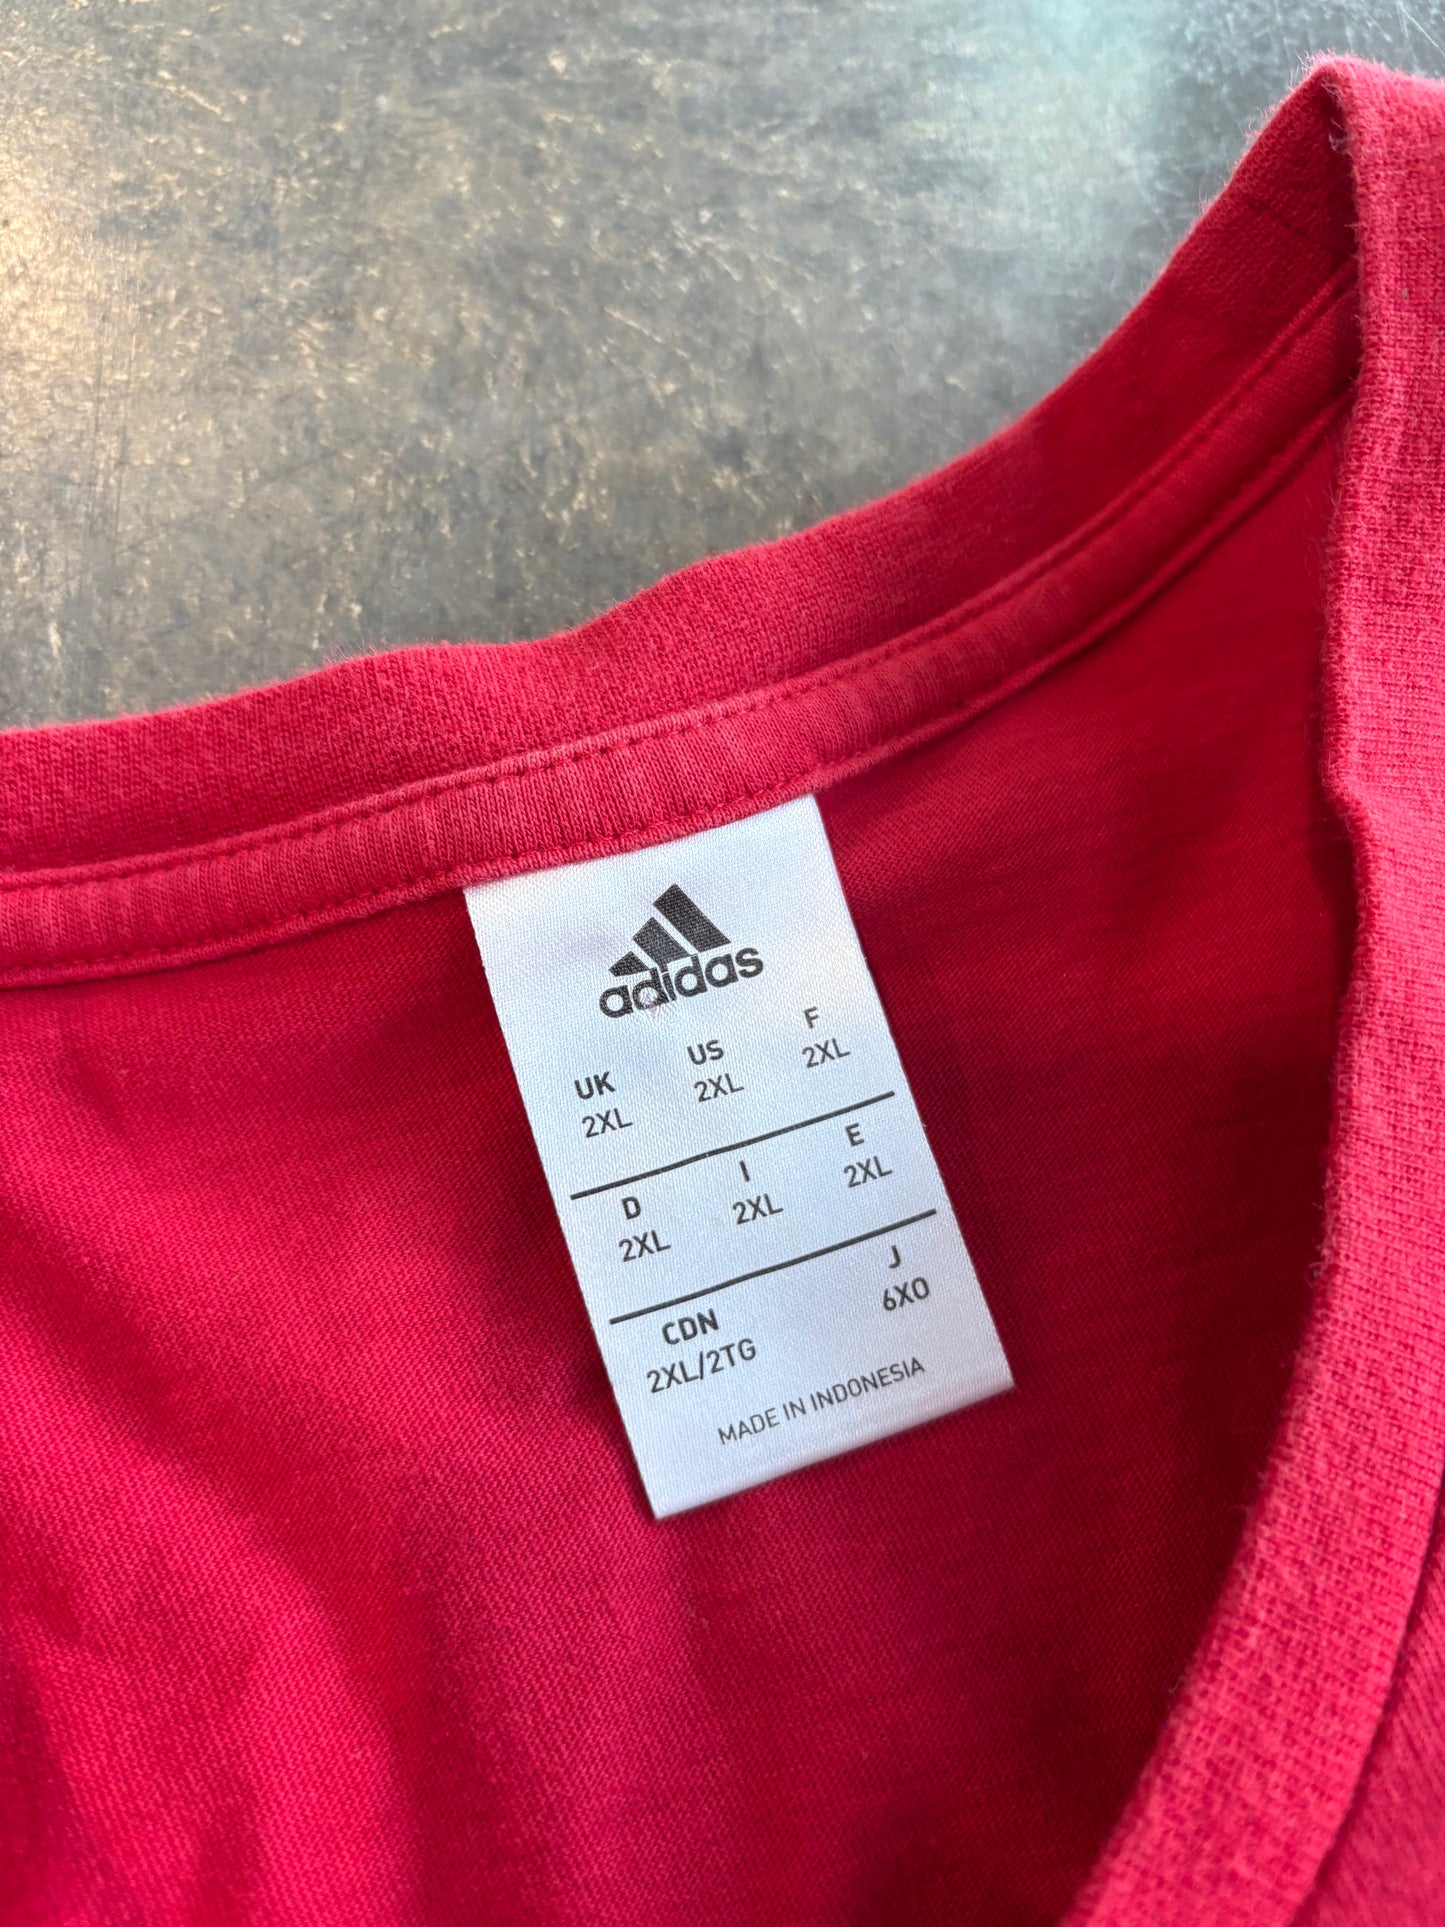 adidas
UK US F
2XL 2XL 2XL
D I E
2XL 2XL 2XL
CDN J
2XL/2TG 6XO
MADE IN INDONESIA